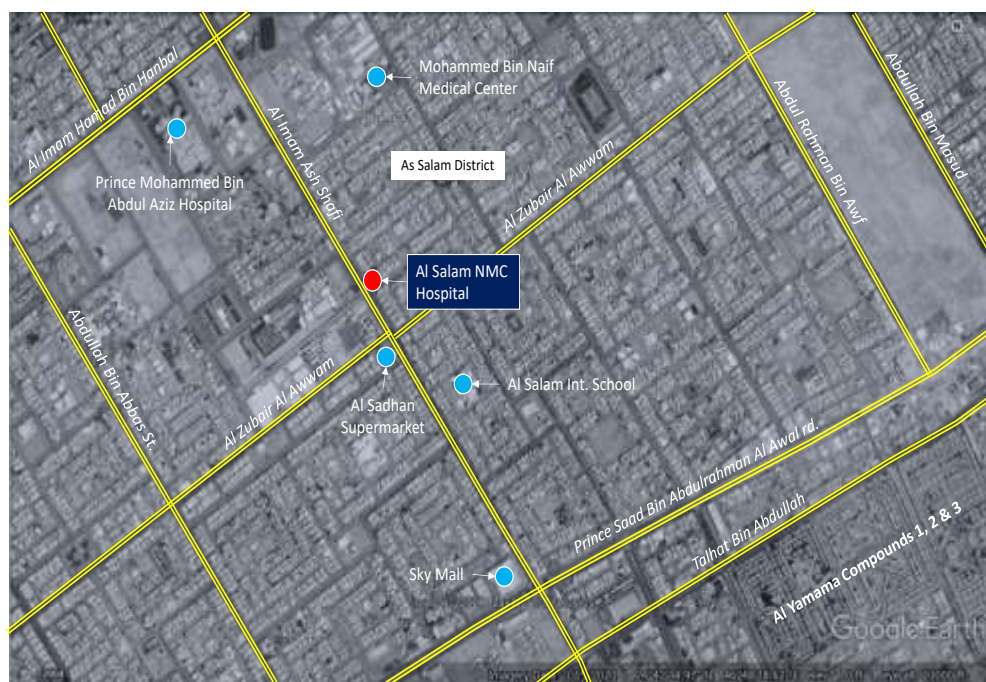 Mohammed Bin Naif
Medical Center
Al Imam Hamad Bin Hanbal
Al Imam Ash Shafi
Abdul Rahman Bin Awf
Abdullah Bin Masud
As Salam District
Al Zubair Al Awwam
Prince Mohammed Bin
Abdul Aziz Hospital
Al Salam NMC
Hospital
Abdullah Bin Abbas St.
Al Zubair Al Awwam
Al Sadhan
Supermarket
Al Salam Int. School
Prince Saad Bin Abdulrahman Al Awal rd.
Talhat Bin Abdullah
Al Yamama Compounds 1, 2 & 3
Sky Mall
Google Earth